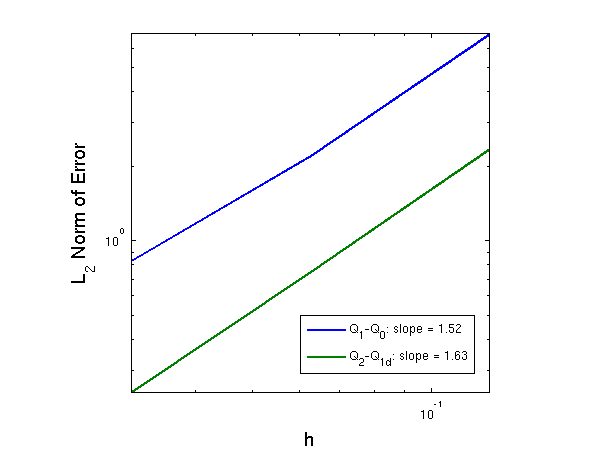 L2 Norm of Error
10^0
Q1-Q0: slope = 1.52
Q2-Q1d: slope = 1.63
10^-1
h